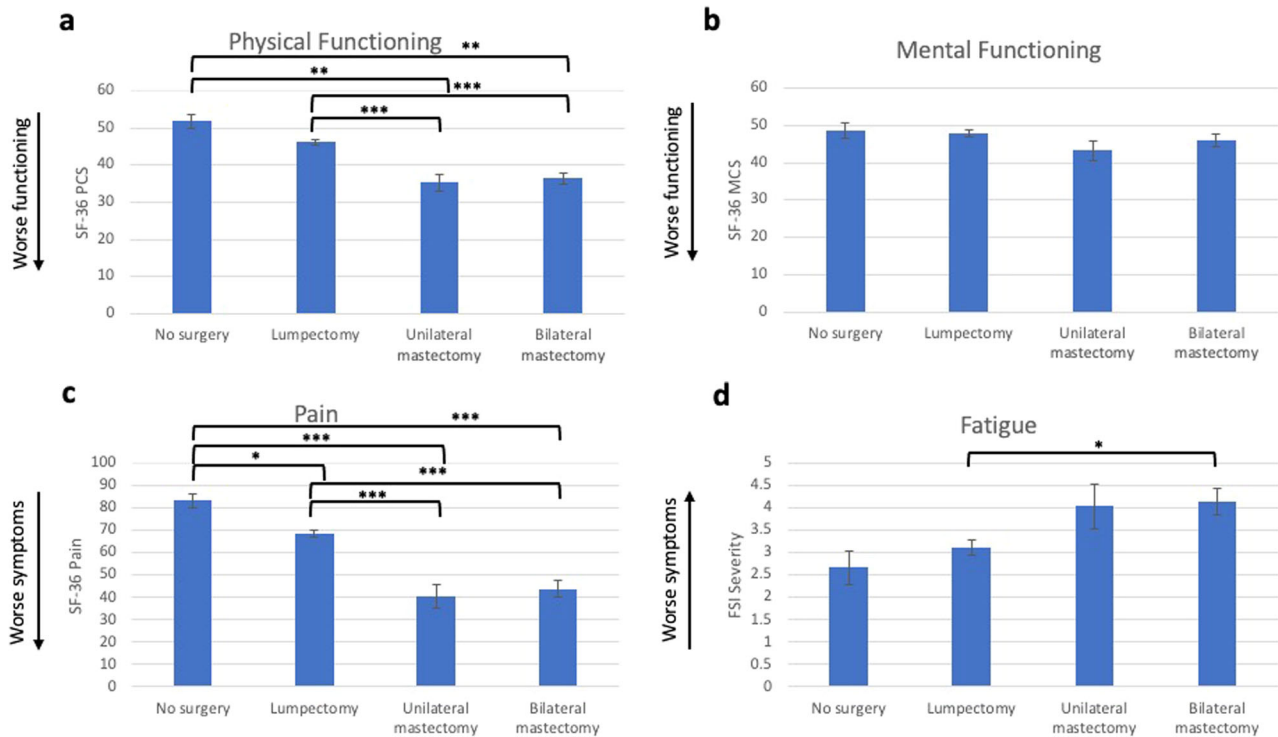 a
Physical Functioning
**
**
***
***
60
50
40
30
20
10
0
SF-36 PCS
Worse functioning
No surgery
Lumpectomy
Unilateral
mastectomy
Bilateral
mastectomy
b
Mental Functioning
60
50
40
30
20
10
0
SF-36 MCS
Worse functioning
No surgery
Lumpectomy
Unilateral
mastectomy
Bilateral
mastectomy
c
Pain
***
***
*
***
***
100
90
80
70
60
50
40
30
20
10
0
SF-36 Pain
Worse symptoms
No surgery
Lumpectomy
Unilateral
mastectomy
Bilateral
mastectomy
d
Fatigue
*
5
4.5
4
3.5
3
2.5
2
1.5
1
0.5
0
FSI Severity
Worse symptoms
No surgery
Lumpectomy
Unilateral
mastectomy
Bilateral
mastectomy